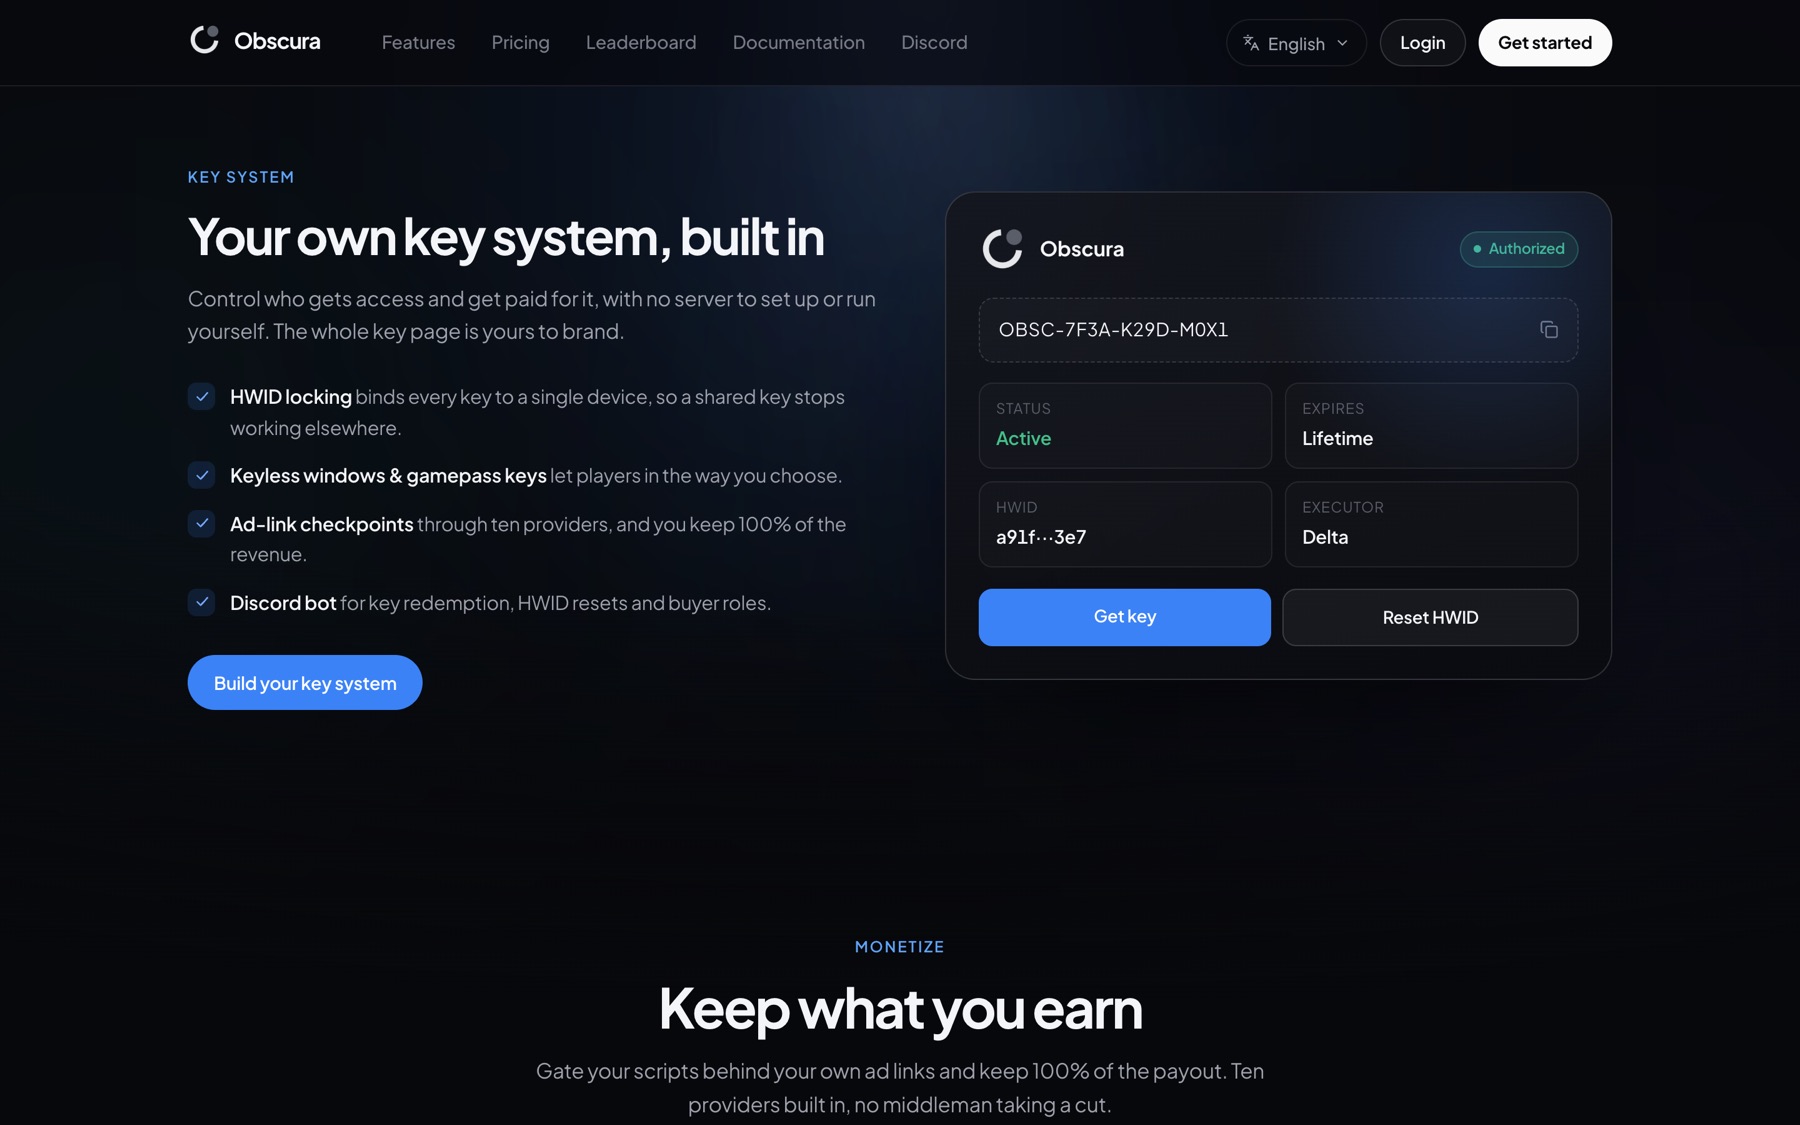 Obscura
Features
Pricing
Leaderboard
Documentation
Discord
English
Login
Get started
KEY SYSTEM
Your own key system, built in
Control who gets access and get paid for it, with no server to set up or run
yourself. The whole key page is yours to brand.
HWID locking binds every key to a single device, so a shared key stops
working elsewhere.
Keyless windows & gamepass keys let players in the way you choose.
Ad-link checkpoints through ten providers, and you keep 100% of the
revenue.
Discord bot for key redemption, HWID resets and buyer roles.
Build your key system
Obscura
Authorized
OBSC-7F3A-K29D-M0X1
STATUS
Active
EXPIRES
Lifetime
HWID
a91f···3e7
EXECUTOR
Delta
Get key
Reset HWID
MONETIZE
Keep what you earn
Gate your scripts behind your own ad links and keep 100% of the payout. Ten
providers built in, no middleman taking a cut.